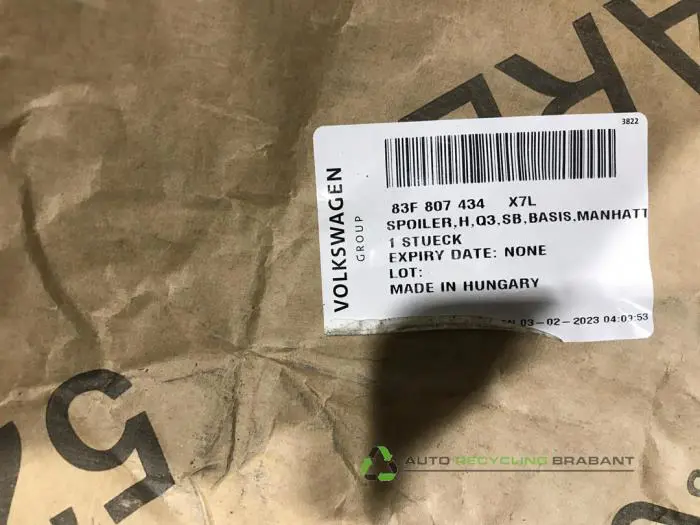 3822
VOLKSWAGEN
GROUP
83F 807 434 X7L
SPOILER,H,Q3,SB,BASIS,MANHATT
1 STUECK
EXPIRY DATE: NONE
LOT:
MADE IN HUNGARY
03-02-2023 04:09:53
AUTO RECYCLING BRABANT